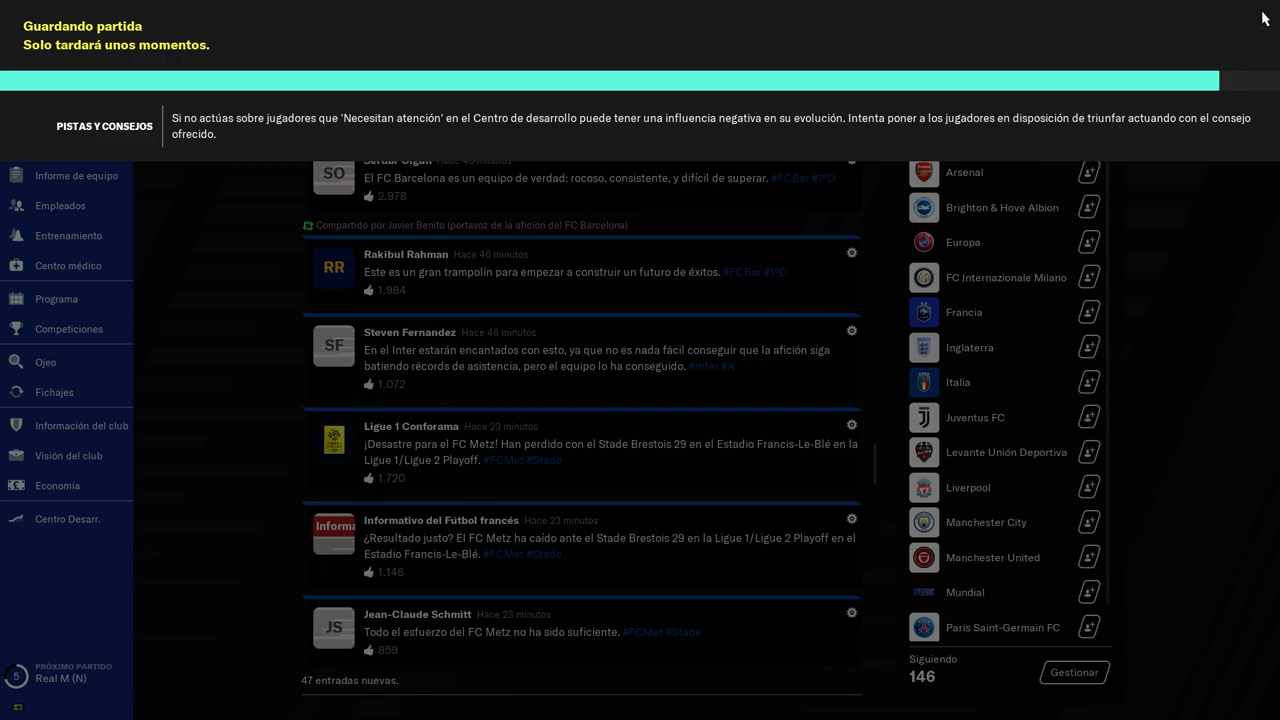 Guardando partida
Solo tardará unos momentos.
PISTAS Y CONSEJOS
Si no actúas sobre jugadores que 'Necesitan atención' en el Centro de desarrollo puede tener una influencia negativa en su evolución. Intenta poner a los jugadores en disposición de triunfar actuando con el consejo
ofrecido.
Informe de equipo
Empleados
Entrenamiento
Centro médico
Programa
Competiciones
Ojeo
Fichajes
Información del club
Visión del club
Economía
Centro Desarr.
5
PRÓXIMO PARTIDO
Real M (N)
SO
El FC Barcelona es un equipo de verdad: rocoso, consistente, y difícil de superar. #FCBar #1ªD
2.978
Compartido por Javier Benito (portavoz de la afición del FC Barcelona)
RR
Rakibul Rahman Hace 46 minutos
Este es un gran trampolín para empezar a construir un futuro de éxitos. #FCBar #1ªD
1.984
SF
Steven Fernandez Hace 46 minutos
En el Inter estarán encantados con esto, ya que no es nada fácil conseguir que la afición siga
batiendo récords de asistencia, pero el equipo lo ha conseguido. #Inter #A
1.072
Ligue 1 Conforama Hace 23 minutos
¡Desastre para el FC Metz! Han perdido con el Stade Brestois 29 en el Estadio Francis-Le-Blé en la
Ligue 1/Ligue 2 Playoff. #FCMet #Stade
1.720
Informa
Informativo del Fútbol francés Hace 23 minutos
¿Resultado justo? El FC Metz ha caído ante el Stade Brestois 29 en la Ligue 1/Ligue 2 Playoff en el
Estadio Francis-Le-Blé. #FCMet #Stade
1.146
JS
Jean-Claude Schmitt Hace 23 minutos
Todo el esfuerzo del FC Metz no ha sido suficiente. #FCMet #Stade
859
47 entradas nuevas.
Arsenal
Brighton & Hove Albion
Europa
FC Internazionale Milano
Francia
Inglaterra
Italia
Juventus FC
Levante Unión Deportiva
Liverpool
Manchester City
Manchester United
Mundial
Paris Saint-Germain FC
Siguiendo
146
Gestionar